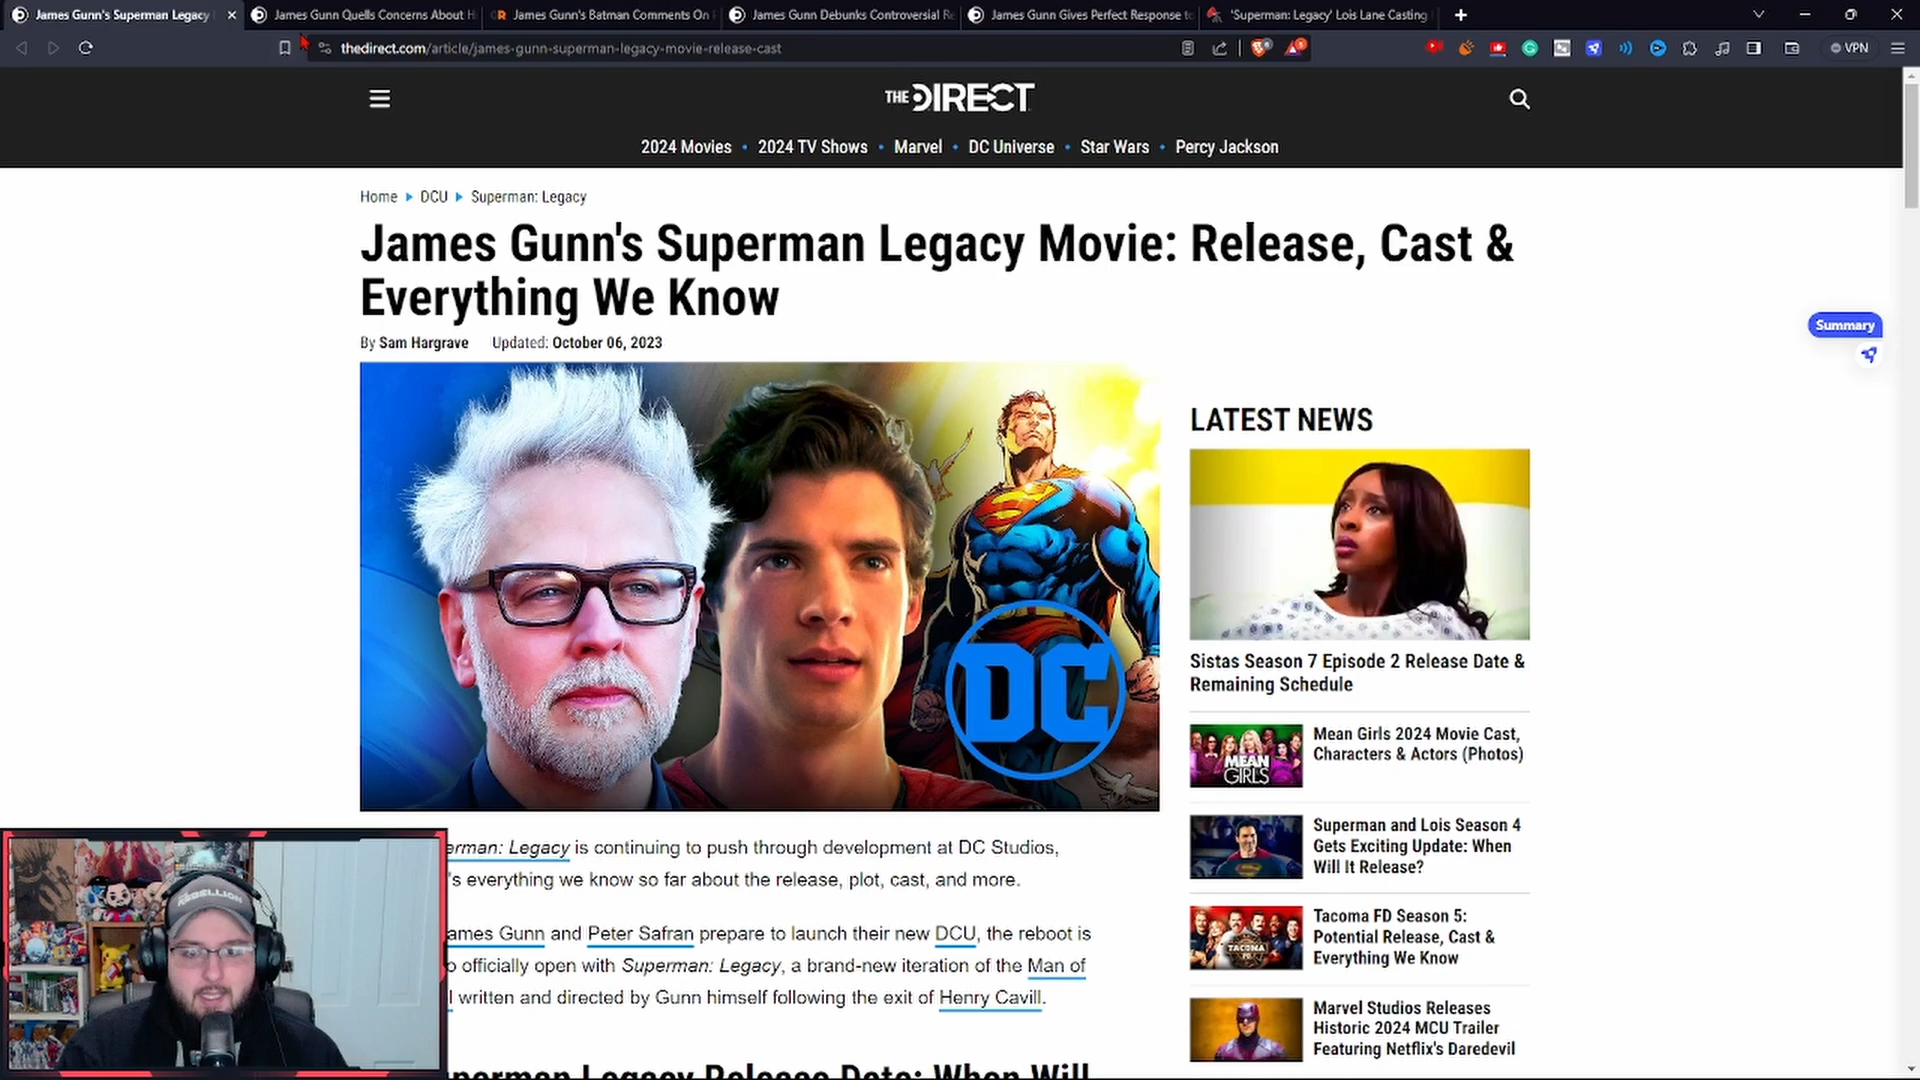 James Gunn's Superman Legacy
James Gunn Quells Concerns About H
James Gunn's Batman Comments On
James Gunn Debunks Controversial Re
James Gunn Gives Perfect Response to
'Superman: Legacy' Lois Lane Casting
thedirect.com/article/james-gunn-superman-legacy-movie-release-cast
VPN
THE DIRECT
2024 Movies • 2024 TV Shows • Marvel • DC Universe • Star Wars • Percy Jackson
Home ▸ DCU ▸ Superman: Legacy
James Gunn's Superman Legacy Movie: Release, Cast &
Everything We Know
By Sam Hargrave Updated: October 06, 2023
Summary
DC
LATEST NEWS
Sistas Season 7 Episode 2 Release Date &
Remaining Schedule
MEAN
GIRLS
Mean Girls 2024 Movie Cast,
Characters & Actors (Photos)
Superman and Lois Season 4
Gets Exciting Update: When
Will It Release?
TACOMA
FD
Tacoma FD Season 5:
Potential Release, Cast &
Everything We Know
Marvel Studios Releases
Historic 2024 MCU Trailer
Featuring Netflix's Daredevil
erman: Legacy is continuing to push through development at DC Studios,
's everything we know so far about the release, plot, cast, and more.
ames Gunn and Peter Safran prepare to launch their new DCU, the reboot is
o officially open with Superman: Legacy, a brand-new iteration of the Man of
l written and directed by Gunn himself following the exit of Henry Cavill.
perman Legacy Release Date: When Will
REBELLION